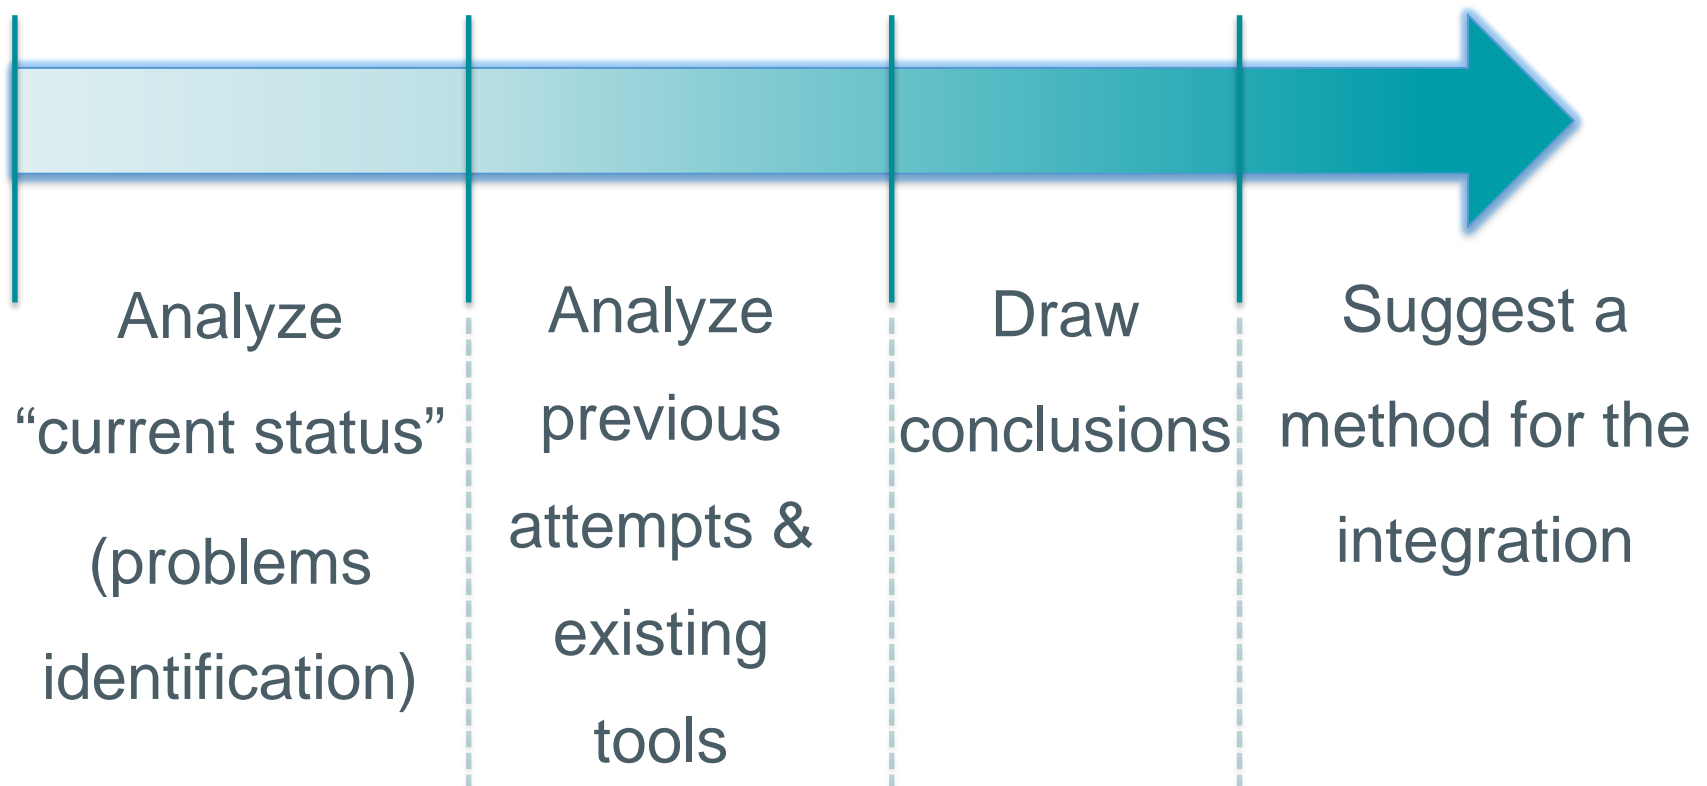 Analyze
“current status”
(problems
identification)
Analyze
previous
attempts &
existing
tools
Draw
conclusions
Suggest a
method for the
integration